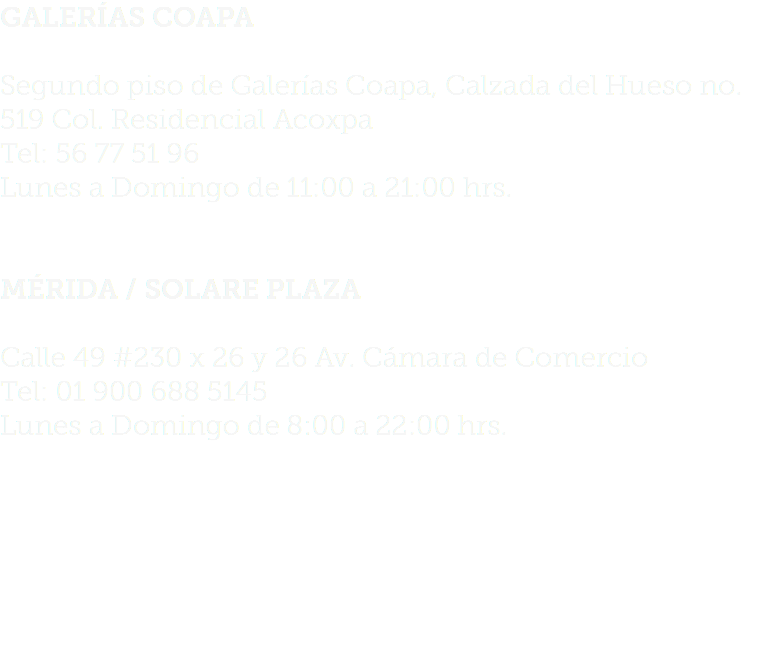 GALERÍAS COAPA
Segundo piso de Galerías Coapa, Calzada del Hueso no.
519 Col. Residencial Acoxpa
Tel: 56 77 51 96
Lunes a Domingo de 11:00 a 21:00 hrs.
MÉRIDA / SOLARE PLAZA
Calle 49 #230 x 26 y 26 Av. Cámara de Comercio
Tel: 01 900 688 5145
Lunes a Domingo de 8:00 a 22:00 hrs.